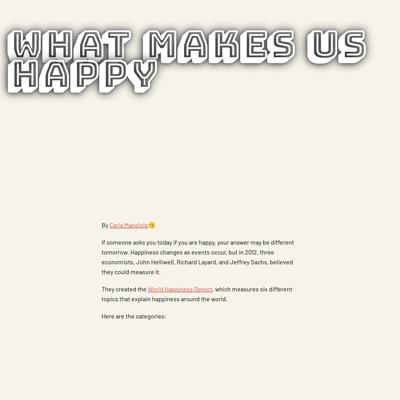 WHAT MAKES US
HAPPY
By Carla Mandiola🙂
If someone asks you today if you are happy, your answer may be different
tomorrow. Happiness changes as events occur, but in 2012, three
economists, John Helliwell, Richard Layard, and Jeffrey Sachs, believed
they could measure it.
They created the World Happiness Report, which measures six different
topics that explain happiness around the world.
Here are the categories: